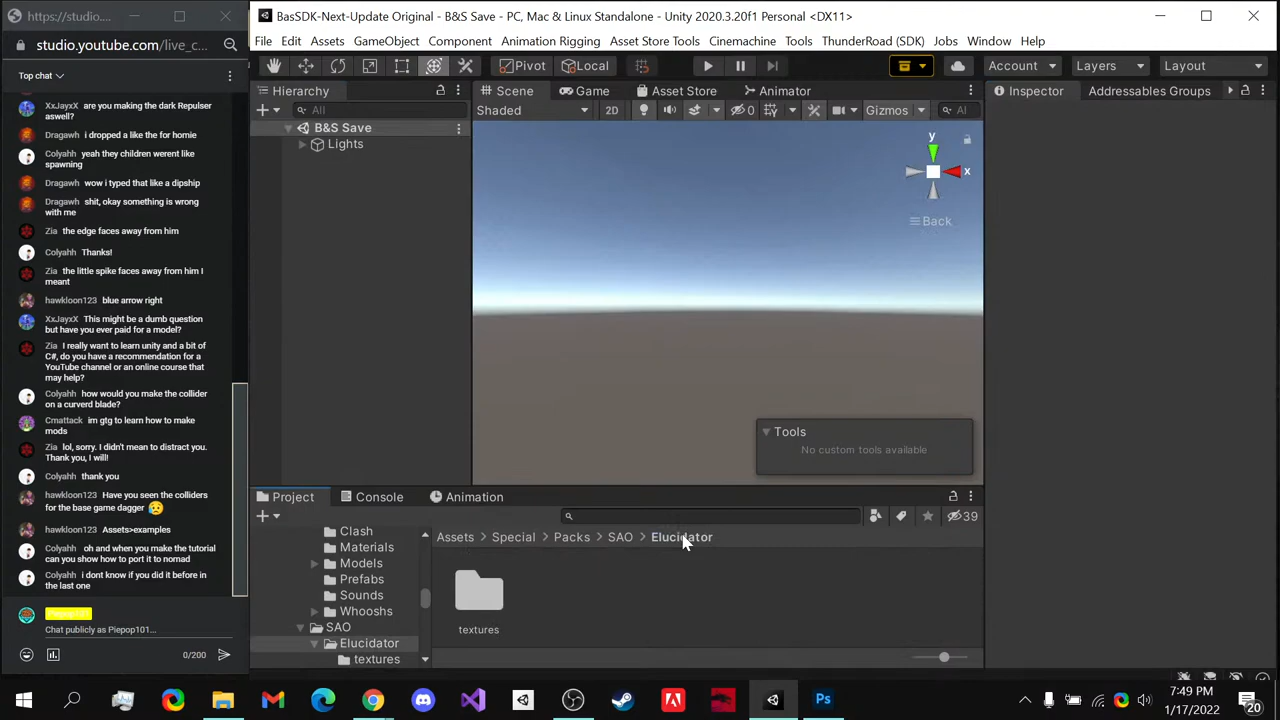 https://studio.youtube.com/live_c...
studio.youtube.com/live_c...
Top chat
XxJayxX are you making the dark Repulser
aswell?
Dragawh i dropped a like the for homie
Colyahh yeah they children werent like
spawning
Dragawh wow i typed that like a dipship
Dragawh shit, okay something is wrong
with me
Zia the edge faces away from him
Colyahh Thanks!
Zia the little spike faces away from him I
meant
hawkloon123 blue arrow right
XxJayxX This might be a dumb question
but have you ever paid for a model?
Zia I really want to learn unity and a bit of
C#, do you have a recommendation for a
YouTube channel or an online course that
may help?
Colyahh how would you make the collider
on a curverd blade?
Cmattack im gtg to learn how to make
mods
Zia lol, sorry. I didn't mean to distract you.
Thank you, I will!
Colyahh thank you
hawkloon123 Have you seen the colliders
for the base game dagger 😥
hawkloon123 Assets>examples
Colyahh oh and when you make the tutorial
can you show how to port it to nomad
Colyahh i dont know if you did it before in
the last one
Piepop101
Chat publicly as Piepop101...
0/200
BasSDK-Next-Update Original - B&S Save - PC, Mac & Linux Standalone - Unity 2020.3.20f1 Personal <DX11>
File Edit Assets GameObject Component Animation Rigging Asset Store Tools Cinemachine Tools ThunderRoad (SDK) Jobs Window Help
Pivot Local Account Layers Layout
Hierarchy
All
B&S Save
Lights
Scene Game Asset Store Animator
Shaded 2D 0 Gizmos Al
y
x
Back
Tools
No custom tools available
Inspector Addressables Groups
Project Console Animation
39
Clash
Materials
Models
Prefabs
Sounds
Whooshs
SAO
Elucidator
textures
Assets > Special > Packs > SAO > Elucidator
textures
Ps
7:49 PM
1/17/2022
20